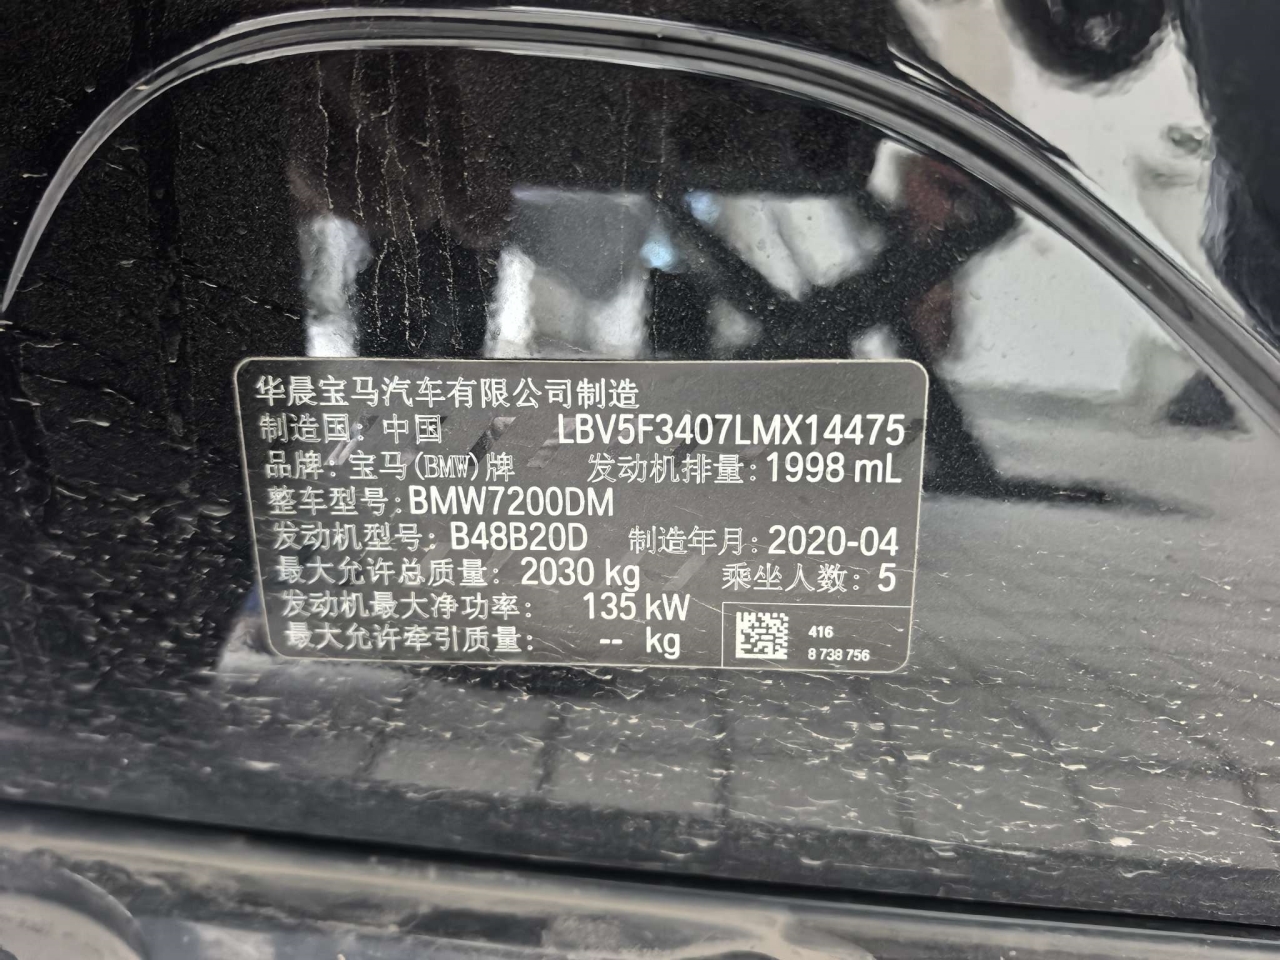 华晨宝马汽车有限公司制造
制造国：中国 LBV5F3407LMX14475
品牌：宝马(BMW)牌 发动机排量：1998 mL
整车型号：BMW7200DM
发动机型号：B48B20D 制造年月：2020-04
最大允许总质量：2030 kg 乘坐人数：5
发动机最大净功率： 135 kW
最大允许牵引质量： -- kg
416
8 738 756